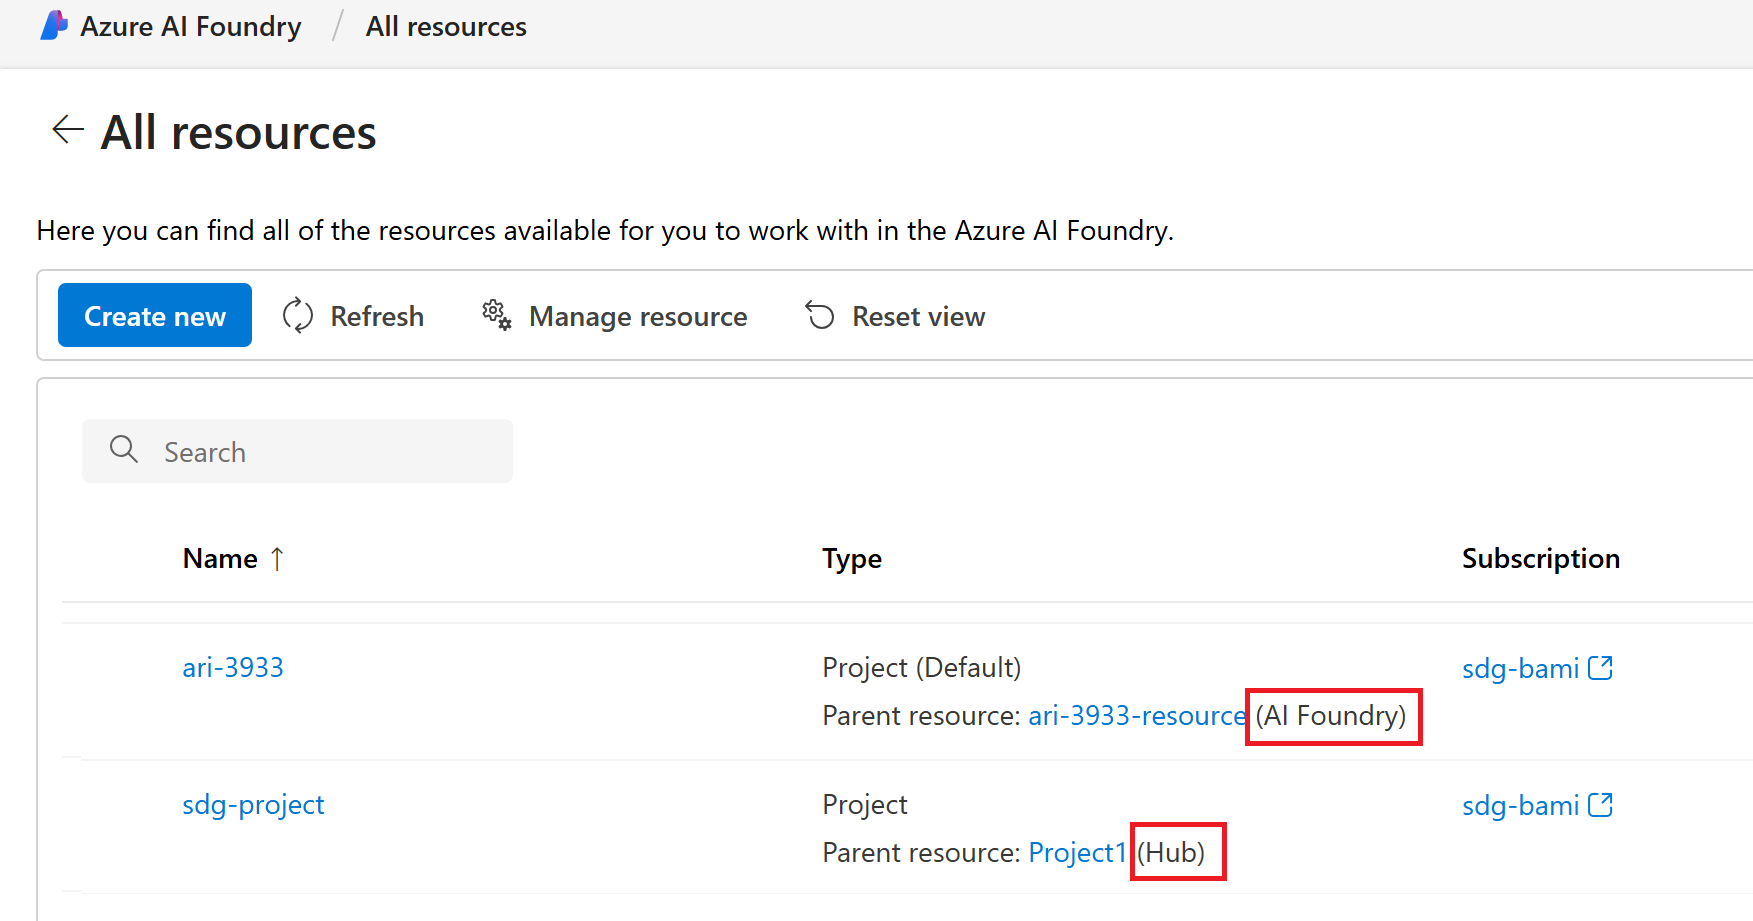 Azure AI Foundry / All resources
← All resources
Here you can find all of the resources available for you to work with in the Azure AI Foundry.
Create new Refresh Manage resource Reset view
Search
Name ↑ Type Subscription
ari-3933 Project (Default) sdg-bami
Parent resource: ari-3933-resource (AI Foundry)
sdg-project Project sdg-bami
Parent resource: Project1 (Hub)